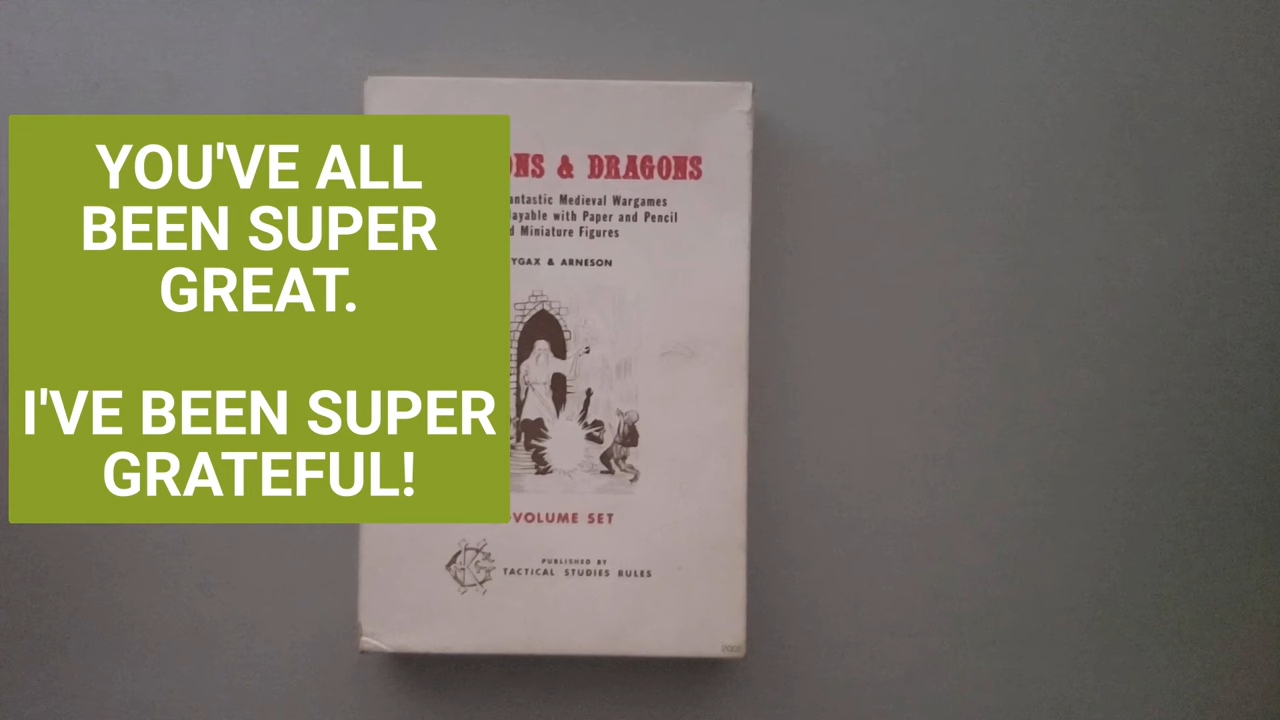 YOU'VE ALL
BEEN SUPER
GREAT.
I'VE BEEN SUPER
GRATEFUL!
ONS & DRAGONS
antastic Medieval Wargames
ayable with Paper and Pencil
d Miniature Figures
YGAX & ARNESON
VOLUME SET
PUBLISHED BY
TACTICAL STUDIES RULES